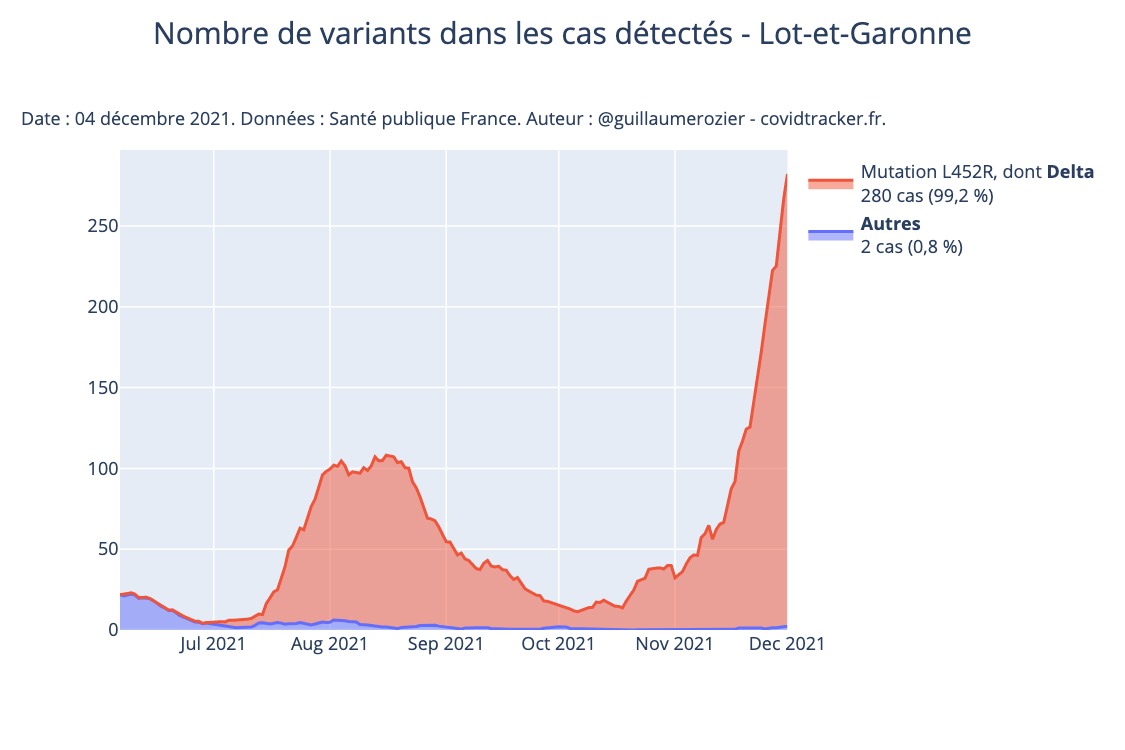 Nombre de variants dans les cas détectés - Lot-et-Garonne
Date : 04 décembre 2021. Données : Santé publique France. Auteur : @guillaumerozier - covidtracker.fr.
Mutation L452R, dont Delta
280 cas (99,2 %)
Autres
2 cas (0,8 %)
250
200
150
100
50
0
Jul 2021 Aug 2021 Sep 2021 Oct 2021 Nov 2021 Dec 2021